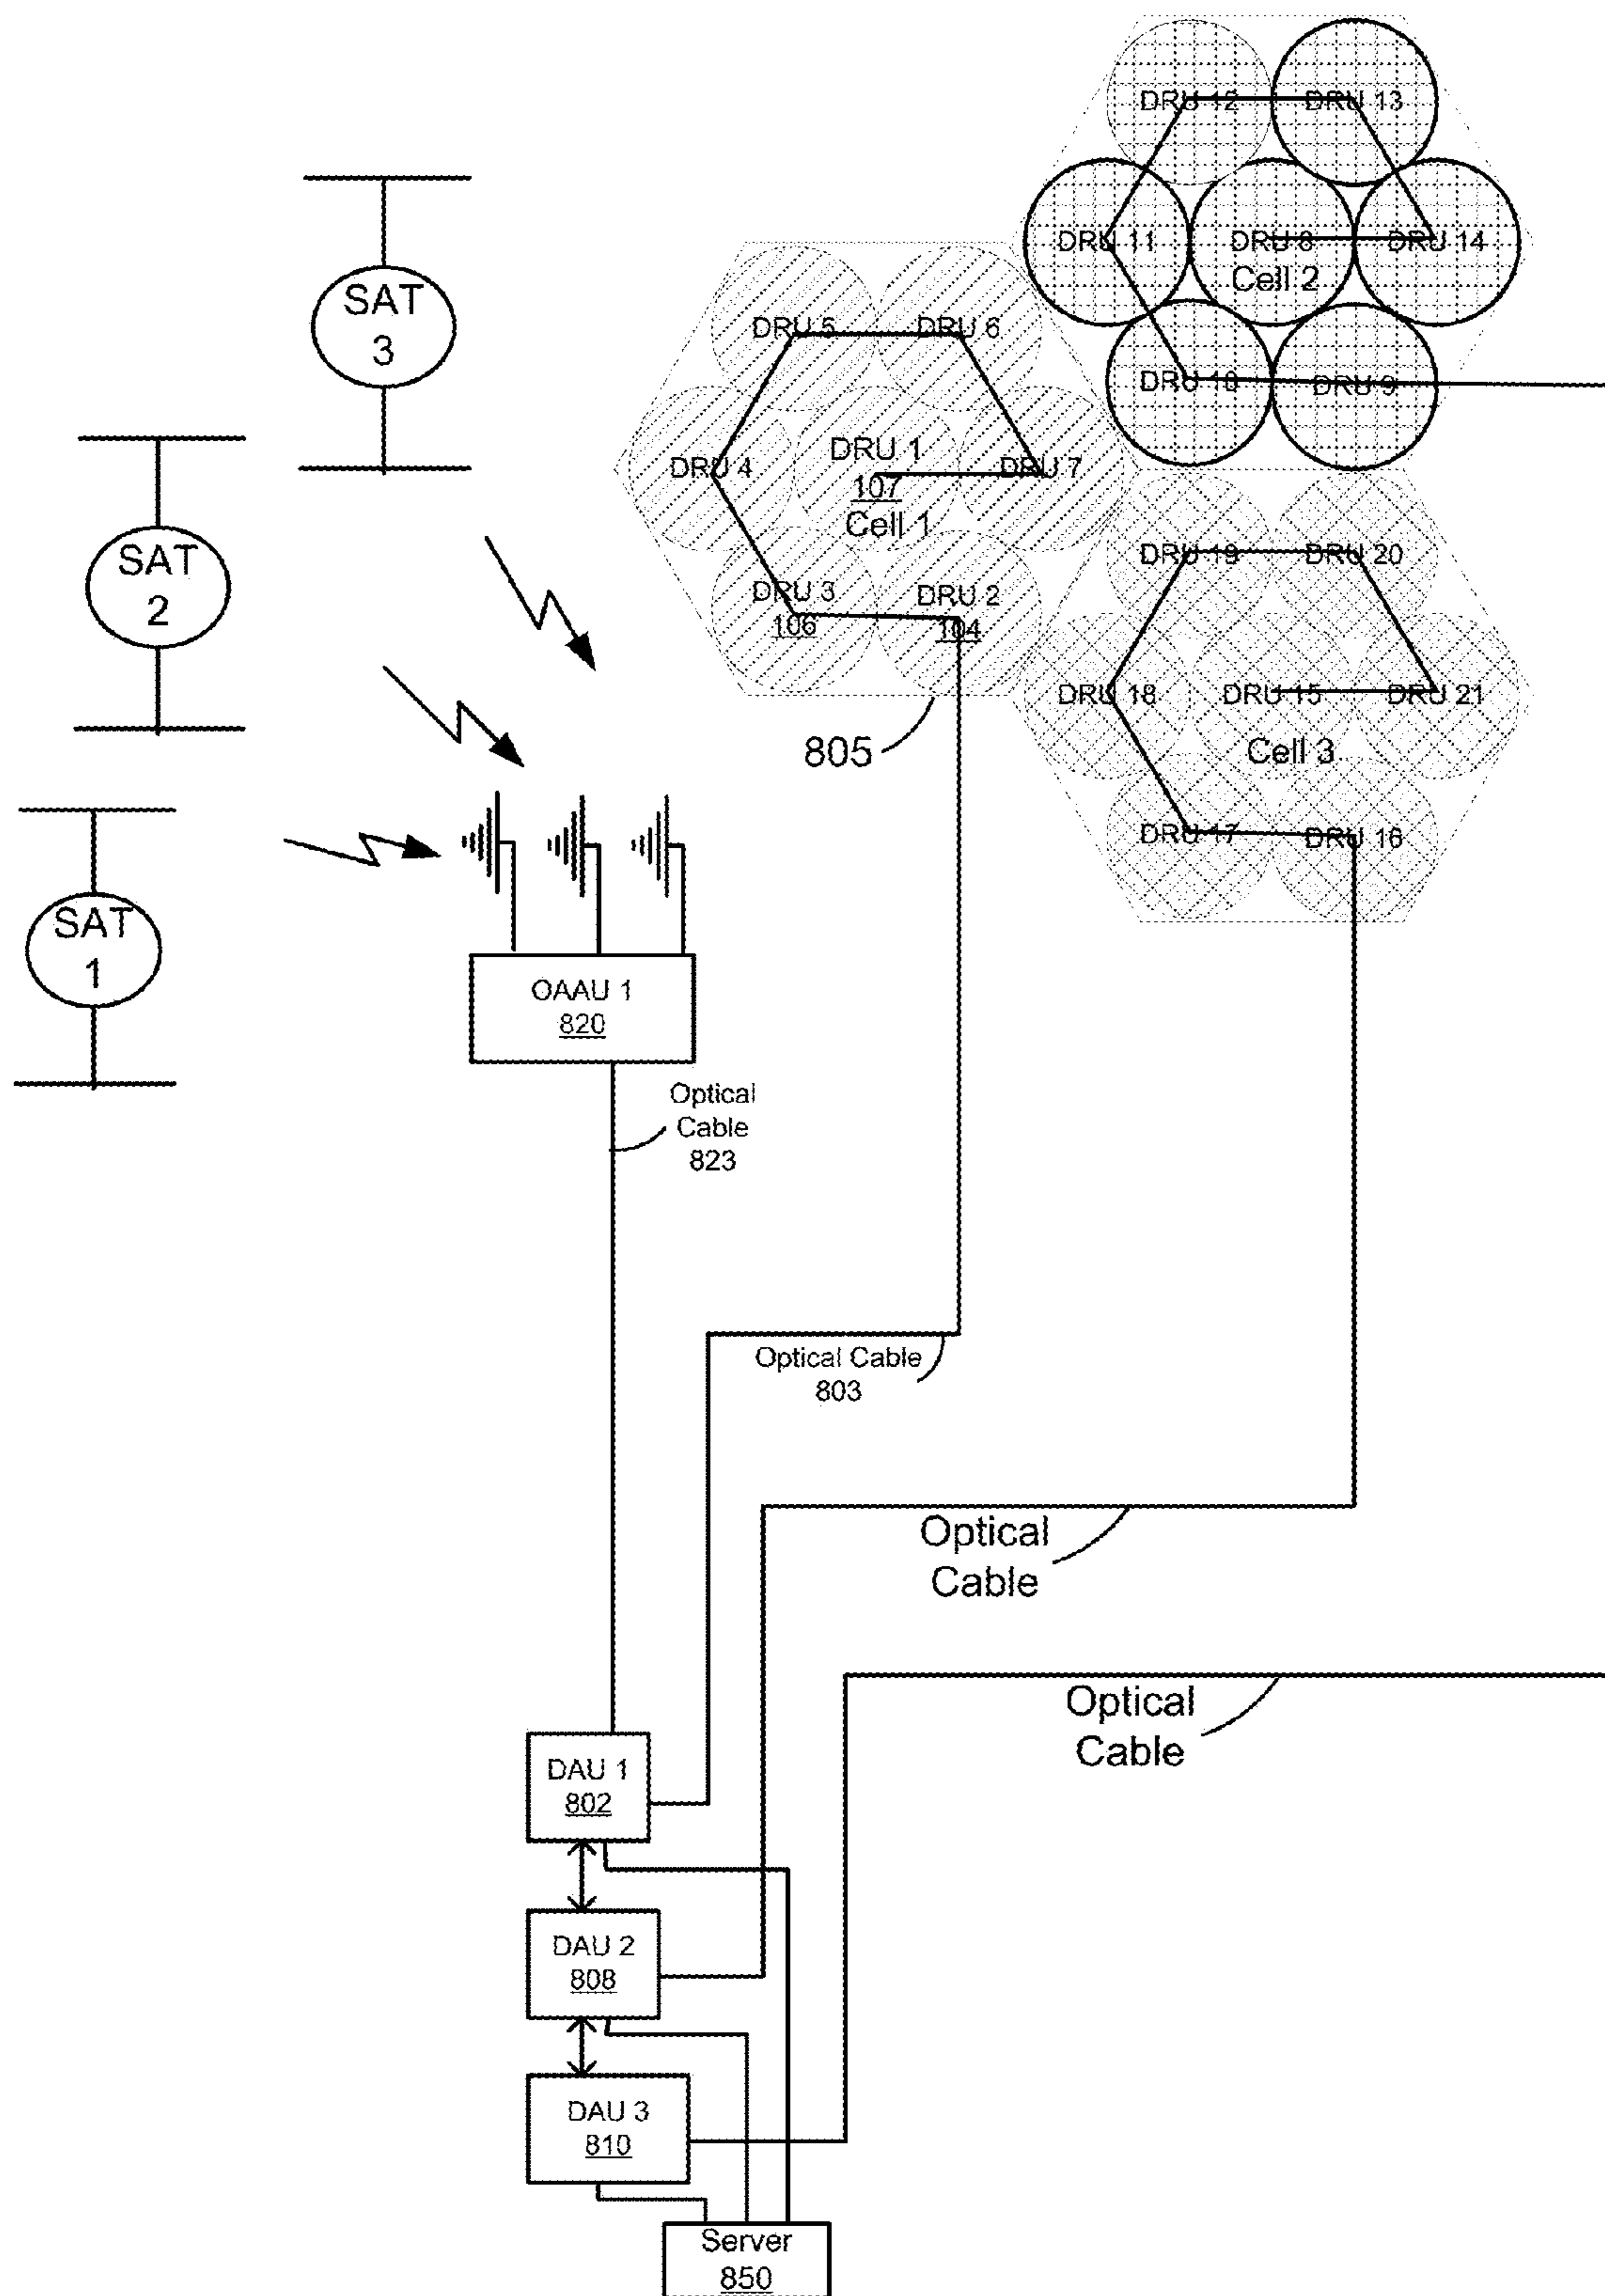 DRU 12
DRU 13
DRU 11
DRU 8
DRU 14
Cell 2
DRU 10
DRU 9
SAT
3
DRU 5
DRU 6
DRU 4
DRU 1
107
DRU 7
Cell 1
DRU 3
106
DRU 2
104
SAT
2
DRU 19
DRU 20
DRU 18
DRU 15
DRU 21
Cell 3
DRU 17
DRU 16
805
SAT
1
OAAU 1
820
Optical
Cable
823
Optical Cable
803
Optical
Cable
Optical
Cable
DAU 1
802
DAU 2
808
DAU 3
810
Server
850